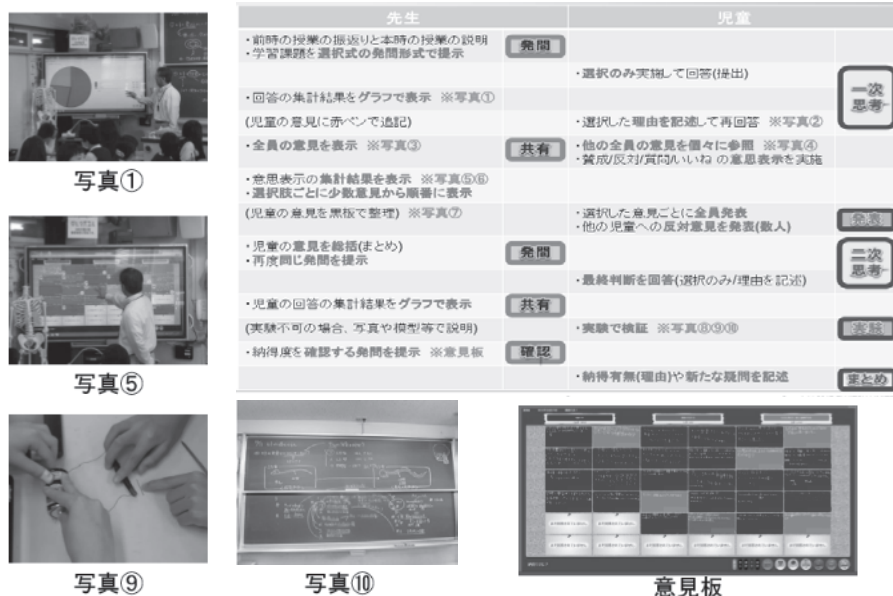 先生
児童
・前時の授業の振返りと本時の授業の説明
・学習課題を選択式の発問形式で提示
発問
・選択のみ実施して回答(提出)
一次
思考
・回答の集計結果をグラフで表示 ※写真①
(児童の意見に赤ペンで追記)
・選択した理由を記述して再回答 ※写真②
・全員の意見を表示 ※写真③
共有
・他の全員の意見を個々に参照 ※写真④
・賛成/反対/質問/いいね の意思表示を実施
・意思表示の集計結果を表示 ※写真⑤⑥
・選択肢ごとに少数意見から順番に表示
(児童の意見を黒板で整理) ※写真⑦
・選択した意見ごとに全員発表
・他の児童への反対意見を発表(数人)
発表
・児童の意見を総括(まとめ)
・再度同じ発問を提示
発問
二次
思考
・最終判断を回答(選択のみ/理由を記述)
・児童の回答の集計結果をグラフで表示
共有
(実験不可の場合、写真や模型等で説明)
・実験で検証 ※写真⑧⑨⑩
実験
・納得度を確認する発問を提示 ※意見板
確認
・納得有無(理由)や新たな疑問を記述
まとめ
写真①
写真⑤
写真⑨
写真⑩
意見板